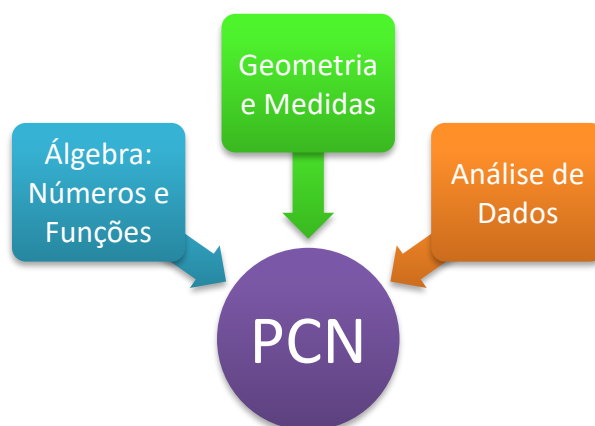 Geometria
e Medidas
Álgebra:
Números e
Funções
Análise de
Dados
PCN